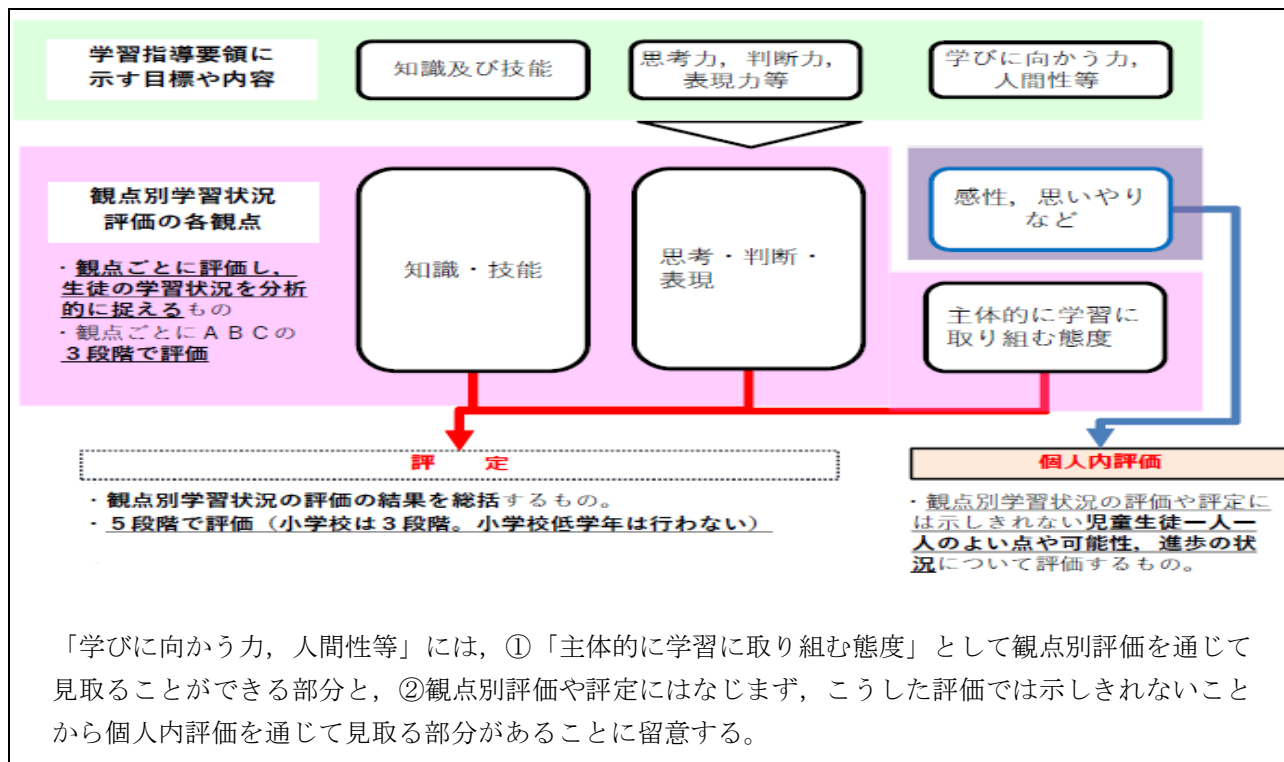 学習指導要領に
示す目標や内容
知識及び技能
思考力，判断力，
表現力等
学びに向かう力，
人間性等
観点別学習状況
評価の各観点
・観点ごとに評価し，
生徒の学習状況を分析
的に捉えるもの
・観点ごとにＡＢＣの
３段階で評価
知識・技能
思考・判断・
表現
感性，思いやり
など
主体的に学習に
取り組む態度
評　定
・観点別学習状況の評価の結果を総括するもの。
・５段階で評価（小学校は３段階。小学校低学年は行わない）
個人内評価
・観点別学習状況の評価や評定に
は示しきれない児童生徒一人一
人のよい点や可能性，進歩の状
況について評価するもの。
「学びに向かう力，人間性等」には，①「主体的に学習に取り組む態度」として観点別評価を通じて
見取ることができる部分と，②観点別評価や評定にはなじまず，こうした評価では示しきれないこと
から個人内評価を通じて見取る部分があることに留意する。